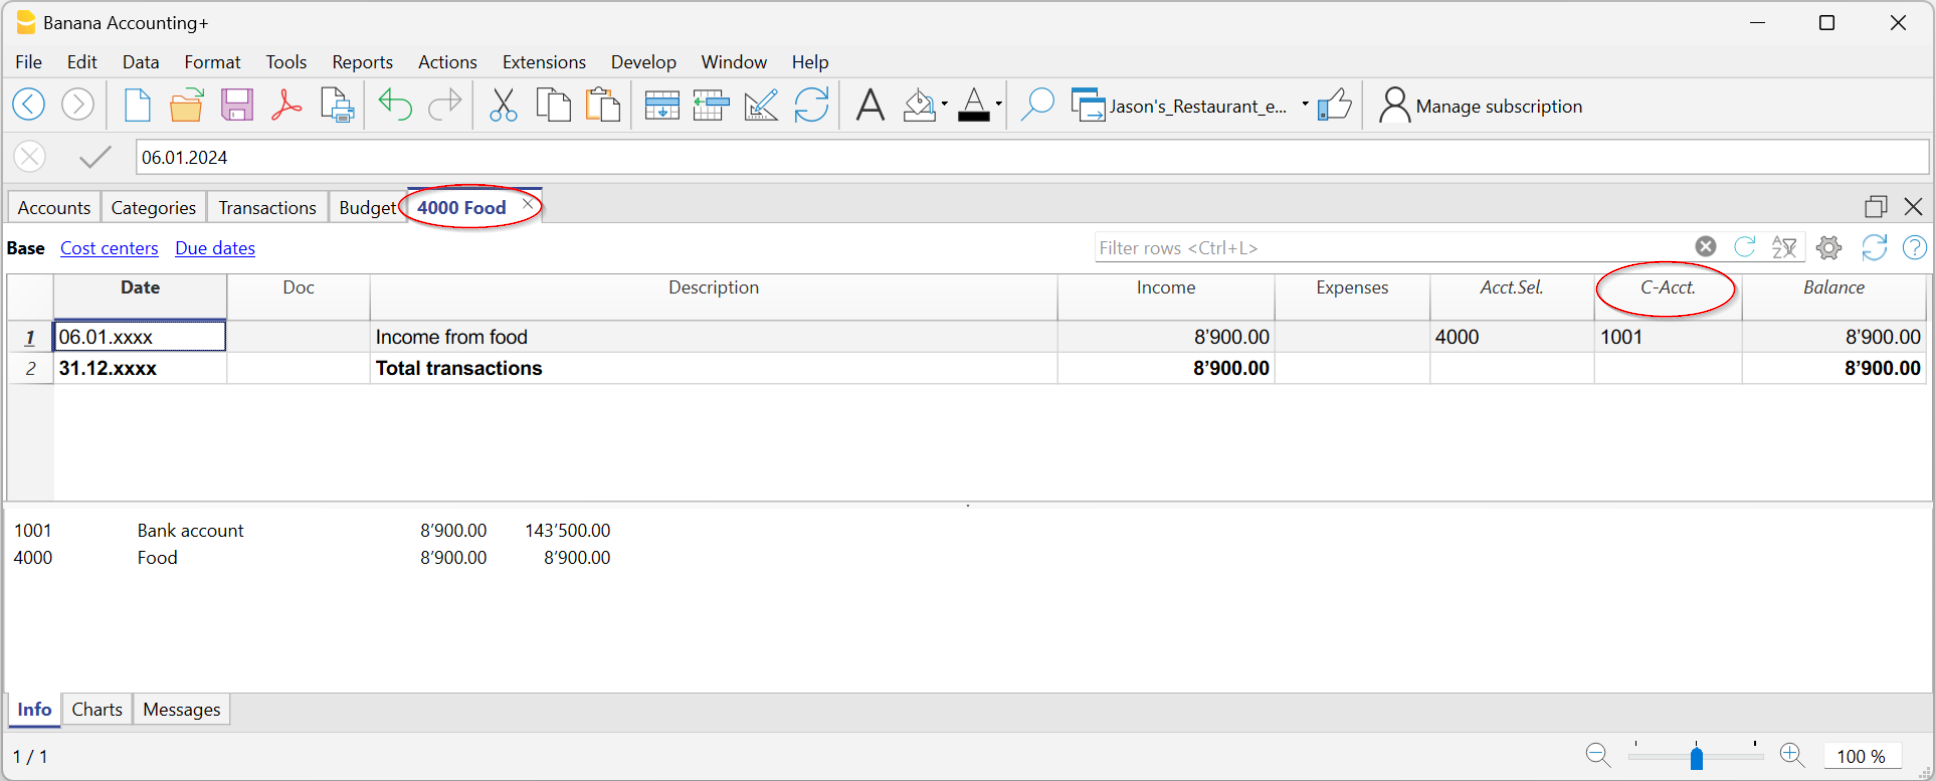 Banana Accounting+
File Edit Data Format Tools Reports Actions Extensions Develop Window Help
Jason's_Restaurant_e... Manage subscription
06.01.2024
Accounts Categories Transactions Budget 4000 Food
Base Cost centers Due dates Filter rows <Ctrl+L>
Date Doc Description Income Expenses Acct.Sel. C-Acct. Balance
1 06.01.xxxx Income from food 8'900.00 4000 1001 8'900.00
2 31.12.xxxx Total transactions 8'900.00 8'900.00
1001 Bank account 8'900.00 143'500.00
4000 Food 8'900.00 8'900.00
Info Charts Messages
1 / 1 100 %